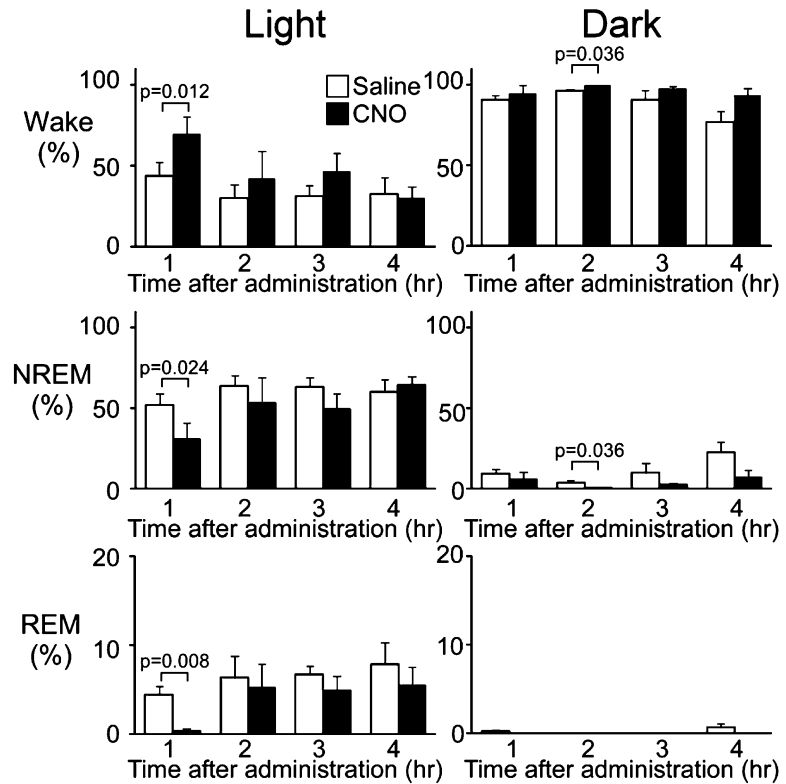 Light Dark
Wake
(%)
100
50
0
p=0.012
Saline
CNO
1 2 3 4
Time after administration (hr)
100
50
0
p=0.036
1 2 3 4
Time after administration (hr)
NREM
(%)
100
50
0
p=0.024
1 2 3 4
Time after administration (hr)
100
50
0
p=0.036
1 2 3 4
Time after administration (hr)
REM
(%)
20
10
0
p=0.008
1 2 3 4
Time after administration (hr)
20
10
0
1 2 3 4
Time after administration (hr)